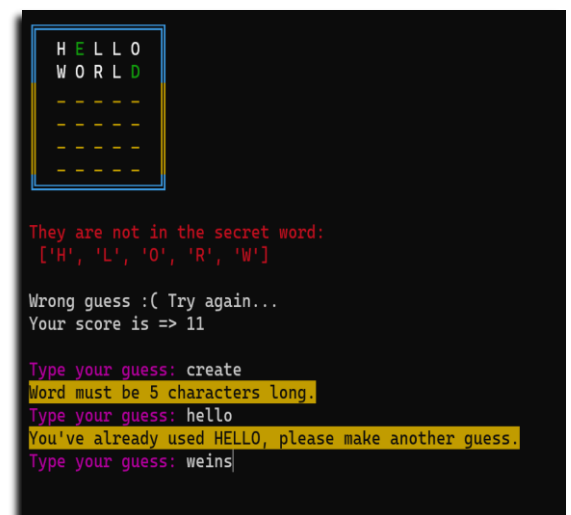 H E L L O
W O R L D
- - - - -
- - - - -
- - - - -
- - - - -
They are not in the secret word:
['H', 'L', 'O', 'R', 'W']
Wrong guess :( Try again...
Your score is => 11
Type your guess: create
Word must be 5 characters long.
Type your guess: hello
You've already used HELLO, please make another guess.
Type your guess: weins